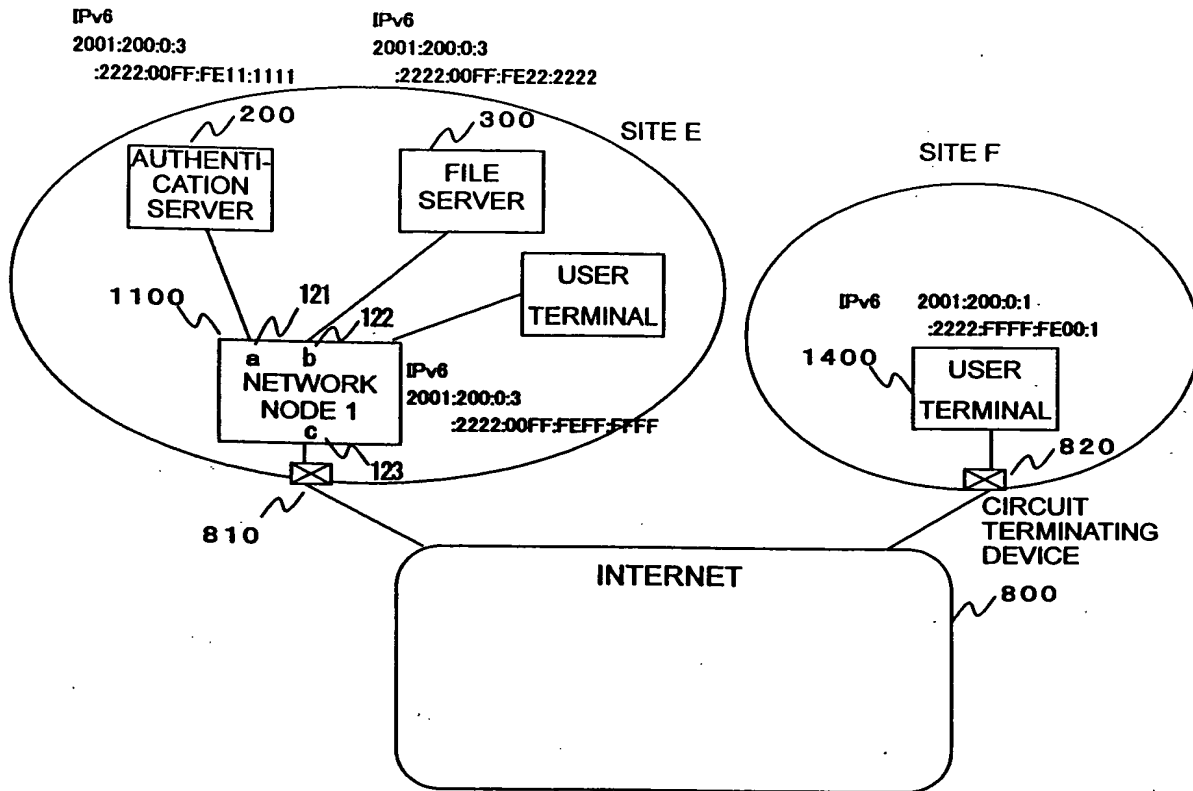 IPv6
2001:200:0:3
:2222:00FF:FE11:1111
IPv6
2001:200:0:3
:2222:00FF:FE22:2222
200
300
SITE E
SITE F
AUTHENTI-
CATION
SERVER
FILE
SERVER
USER
TERMINAL
1100
121
122
a
b
NETWORK
NODE 1
c
IPv6
2001:200:0:3
:2222:00FF:FEFF:FFFF
123
810
IPv6 2001:200:0:1
:2222:FFFF:FE00:1
1400
USER
TERMINAL
820
CIRCUIT
TERMINATING
DEVICE
INTERNET
800